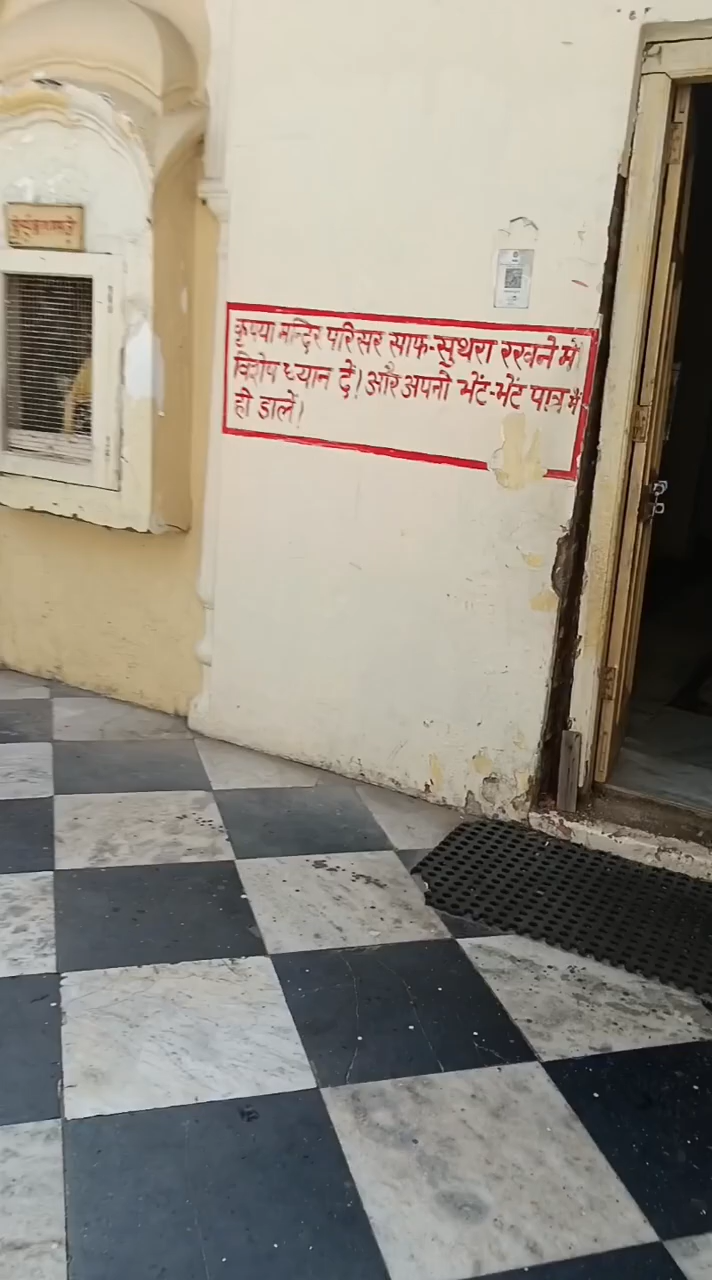 कृपया मन्दिर परिसर साफ-सुथरा रखने में
विशेष ध्यान दें। और अपनी भेंट-भेंट पात्र में
ही डालें।